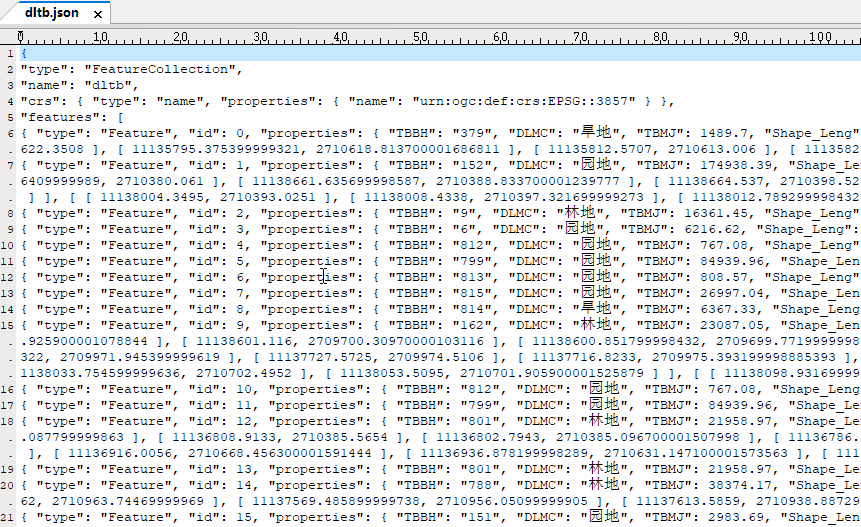 dltb.json ×
0 10 20 30 40 50 60 70 80 90 100
1 {
2 "type": "FeatureCollection",
3 "name": "dltb",
4 "crs": { "type": "name", "properties": { "name": "urn:ogc:def:crs:EPSG::3857" } },
5 "features": [
6 { "type": "Feature", "id": 0, "properties": { "TBBH": "379", "DLMC": "旱地", "TBMJ": 1489.7, "Shape_Leng
. 622.3508 ], [ 11135795.375399999321, 2710618.813700001686811 ], [ 11135812.5707, 2710613.006 ], [ 1113582
7 { "type": "Feature", "id": 1, "properties": { "TBBH": "152", "DLMC": "园地", "TBMJ": 174938.39, "Shape_Le
. 6409999989, 2710380.061 ], [ 11138661.635699998587, 2710388.833700001239777 ], [ 11138664.537, 2710398.52
. ] ], [ [ 11138004.3495, 2710393.0251 ], [ 11138008.4338, 2710397.321699999273 ], [ 11138012.789299998432
8 { "type": "Feature", "id": 2, "properties": { "TBBH": "9", "DLMC": "林地", "TBMJ": 16361.45, "Shape_Leng"
9 { "type": "Feature", "id": 3, "properties": { "TBBH": "6", "DLMC": "园地", "TBMJ": 6216.62, "Shape_Leng":
10 { "type": "Feature", "id": 4, "properties": { "TBBH": "812", "DLMC": "园地", "TBMJ": 767.08, "Shape_Leng"
11 { "type": "Feature", "id": 5, "properties": { "TBBH": "799", "DLMC": "园地", "TBMJ": 84939.96, "Shape_Len
12 { "type": "Feature", "id": 6, "properties": { "TBBH": "813", "DLMC": "园地", "TBMJ": 808.57, "Shape_Leng"
13 { "type": "Feature", "id": 7, "properties": { "TBBH": "815", "DLMC": "园地", "TBMJ": 26997.04, "Shape_Len
14 { "type": "Feature", "id": 8, "properties": { "TBBH": "814", "DLMC": "旱地", "TBMJ": 6367.33, "Shape_Leng
15 { "type": "Feature", "id": 9, "properties": { "TBBH": "162", "DLMC": "林地", "TBMJ": 23087.05, "Shape_Len
. .925900001078844 ], [ 11138601.116, 2709700.30970000103116 ], [ 11138600.851799998432, 2709699.7719999998
. 322, 2709971.945399999619 ], [ 11137727.5725, 2709974.5106 ], [ 11137716.8233, 2709975.393199998885393 ],
. 1138033.754599999636, 2710702.4952 ], [ 11138053.5095, 2710701.905900001525879 ] ], [ [ 11138098.93169999
16 { "type": "Feature", "id": 10, "properties": { "TBBH": "812", "DLMC": "园地", "TBMJ": 767.08, "Shape_Leng
17 { "type": "Feature", "id": 11, "properties": { "TBBH": "799", "DLMC": "园地", "TBMJ": 84939.96, "Shape_Le
18 { "type": "Feature", "id": 12, "properties": { "TBBH": "801", "DLMC": "林地", "TBMJ": 21958.97, "Shape_Le
. .087799999863 ], [ 11136808.9133, 2710385.5654 ], [ 11136802.7943, 2710385.096700001507998 ], [ 11136786.
. ], [ 11136916.0056, 2710668.456300001591444 ], [ 11136936.878199998289, 2710631.147100001573563 ], [ 111
19 { "type": "Feature", "id": 13, "properties": { "TBBH": "801", "DLMC": "林地", "TBMJ": 21958.97, "Shape_Le
20 { "type": "Feature", "id": 14, "properties": { "TBBH": "788", "DLMC": "林地", "TBMJ": 38374.17, "Shape_Le
. 62, 2710963.74469999969 ], [ 11137569.485899999738, 2710956.05099999905 ], [ 11137613.5859, 2710938.88729
21 { "type": "Feature", "id": 15, "properties": { "TBBH": "151", "DLMC": "园地", "TBMJ": 2983.69, "Shape_Len